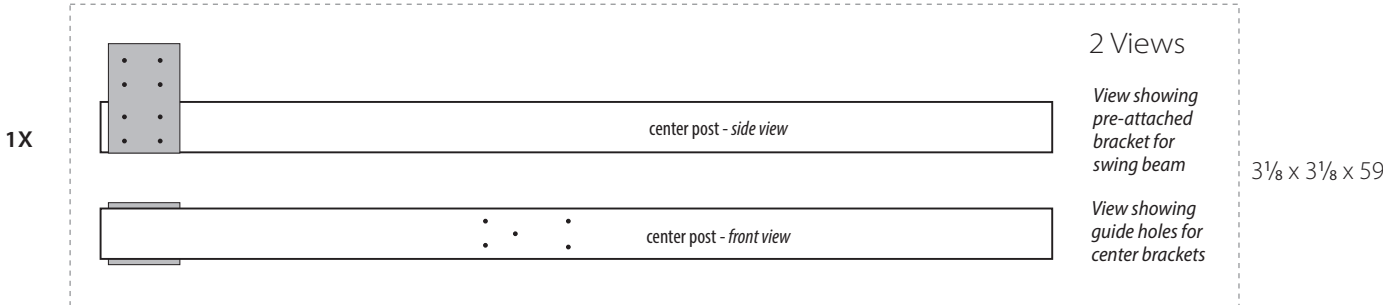 1X
center post - side view
2 Views
View showing
pre-attached
bracket for
swing beam
3⅛ x 3⅛ x 59
center post - front view
View showing
guide holes for
center brackets